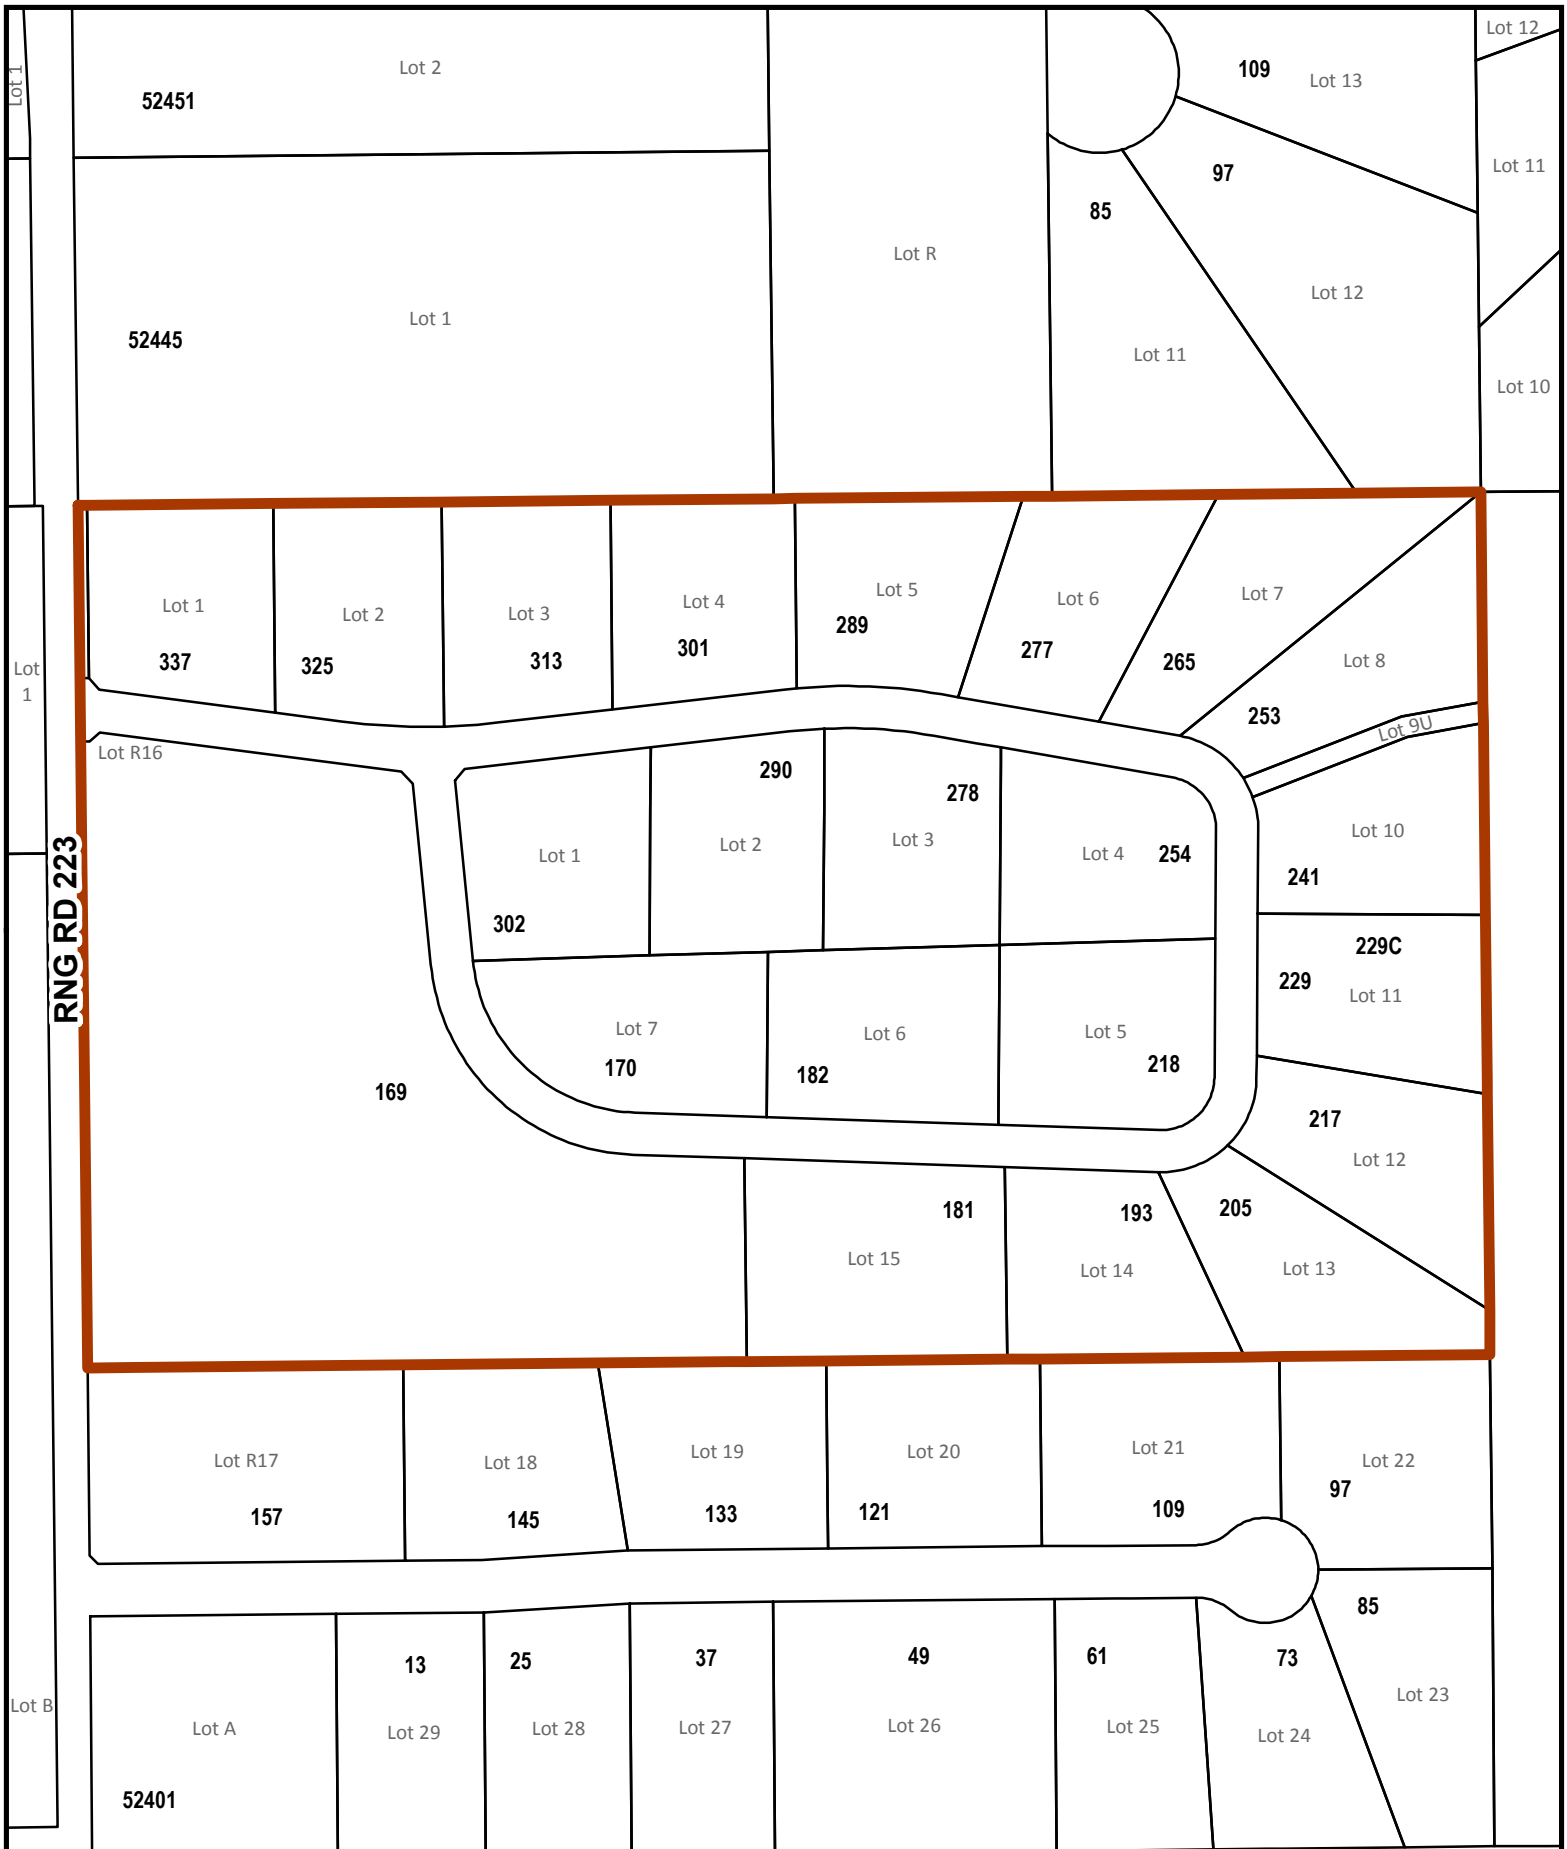 Lot 12
Lot 2
Lot 1
109
Lot 13
52451
Lot 11
97
85
Lot R
Lot 12
Lot 1
52445
Lot 11
Lot 10
Lot 1
337
Lot 2
325
Lot 3
313
Lot 4
301
Lot 5
289
Lot 6
277
Lot 7
265
Lot 8
253
Lot
1
Lot 9U
Lot R16
290
278
Lot 10
241
Lot 1
302
Lot 2
Lot 3
Lot 4
254
RNG RD 223
229C
229
Lot 11
Lot 7
170
Lot 6
182
Lot 5
218
169
217
Lot 12
181
Lot 15
193
Lot 14
205
Lot 13
Lot R17
157
Lot 18
145
Lot 19
133
Lot 20
121
Lot 21
109
Lot 22
97
85
Lot 23
13
Lot 29
25
Lot 28
37
Lot 27
49
Lot 26
61
Lot 25
73
Lot 24
Lot B
Lot A
52401